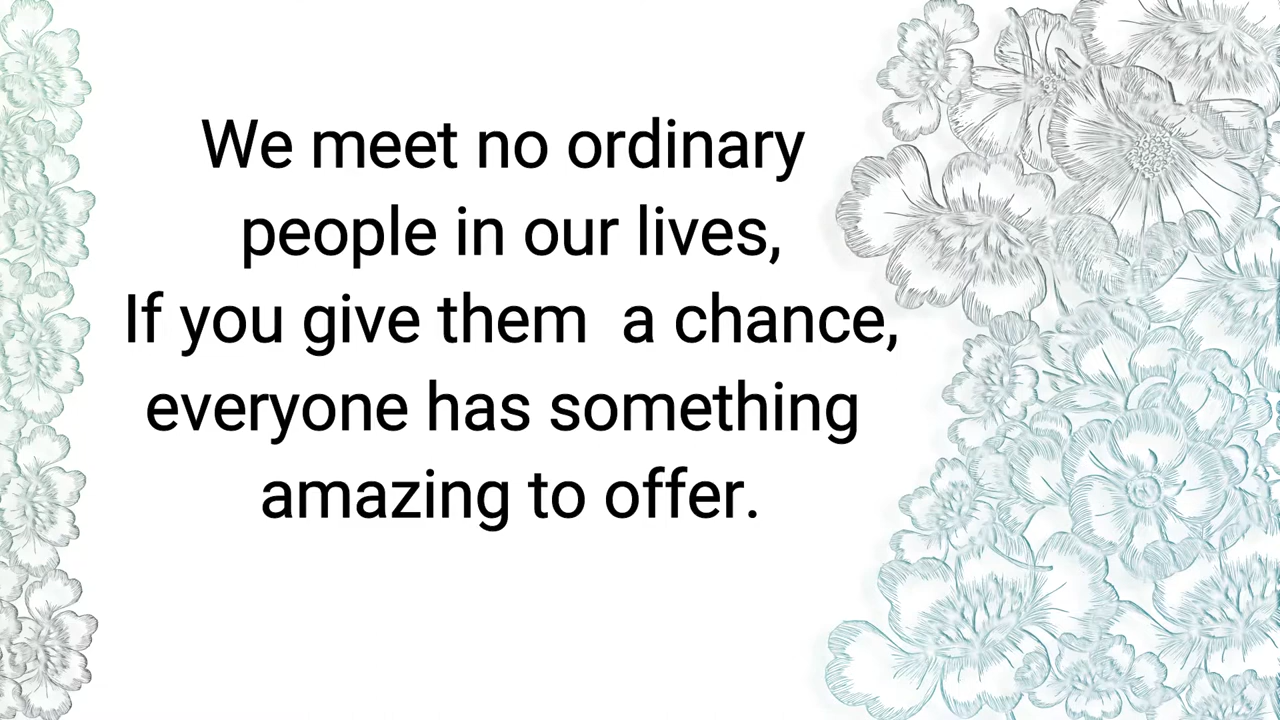 We meet no ordinary
people in our lives,
If you give them  a chance,
everyone has something
amazing to offer.